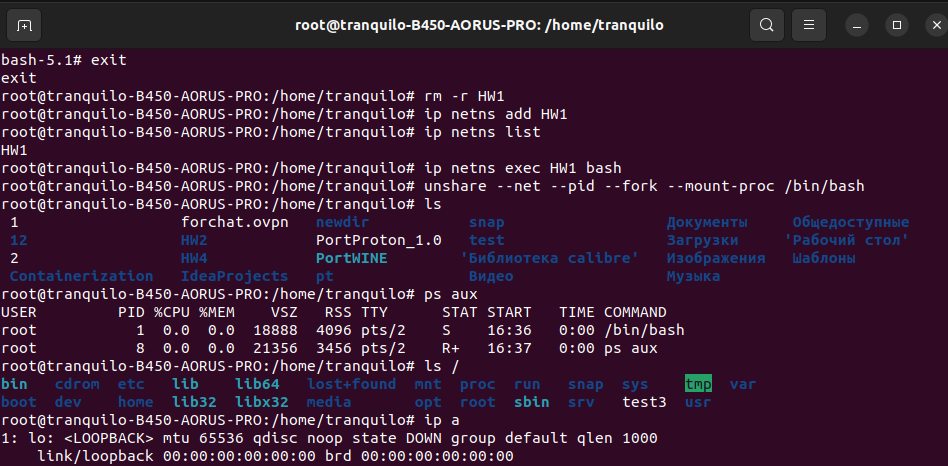 root@tranquilo-B450-AORUS-PRO: /home/tranquilo
bash-5.1# exit
exit
root@tranquilo-B450-AORUS-PRO:/home/tranquilo# rm -r HW1
root@tranquilo-B450-AORUS-PRO:/home/tranquilo# ip netns add HW1
root@tranquilo-B450-AORUS-PRO:/home/tranquilo# ip netns list
HW1
root@tranquilo-B450-AORUS-PRO:/home/tranquilo# ip netns exec HW1 bash
root@tranquilo-B450-AORUS-PRO:/home/tranquilo# unshare --net --pid --fork --mount-proc /bin/bash
root@tranquilo-B450-AORUS-PRO:/home/tranquilo# ls
1 forchat.ovpn newdir snap Документы Общедоступные
12 HW2 PortProton_1.0 test Загрузки 'Рабочий стол'
2 HW4 PortWINE 'Библиотека calibre' Изображения Шаблоны
Containerization IdeaProjects pt Видео Музыка
root@tranquilo-B450-AORUS-PRO:/home/tranquilo# ps aux
USER PID %CPU %MEM VSZ RSS TTY STAT START TIME COMMAND
root 1 0.0 0.0 18888 4096 pts/2 S 16:36 0:00 /bin/bash
root 8 0.0 0.0 21356 3456 pts/2 R+ 16:37 0:00 ps aux
root@tranquilo-B450-AORUS-PRO:/home/tranquilo# ls /
bin cdrom etc lib lib64 lost+found mnt proc run snap sys tmp var
boot dev home lib32 libx32 media opt root sbin srv test3 usr
root@tranquilo-B450-AORUS-PRO:/home/tranquilo# ip a
1: lo: <LOOPBACK> mtu 65536 qdisc noop state DOWN group default qlen 1000
link/loopback 00:00:00:00:00:00 brd 00:00:00:00:00:00